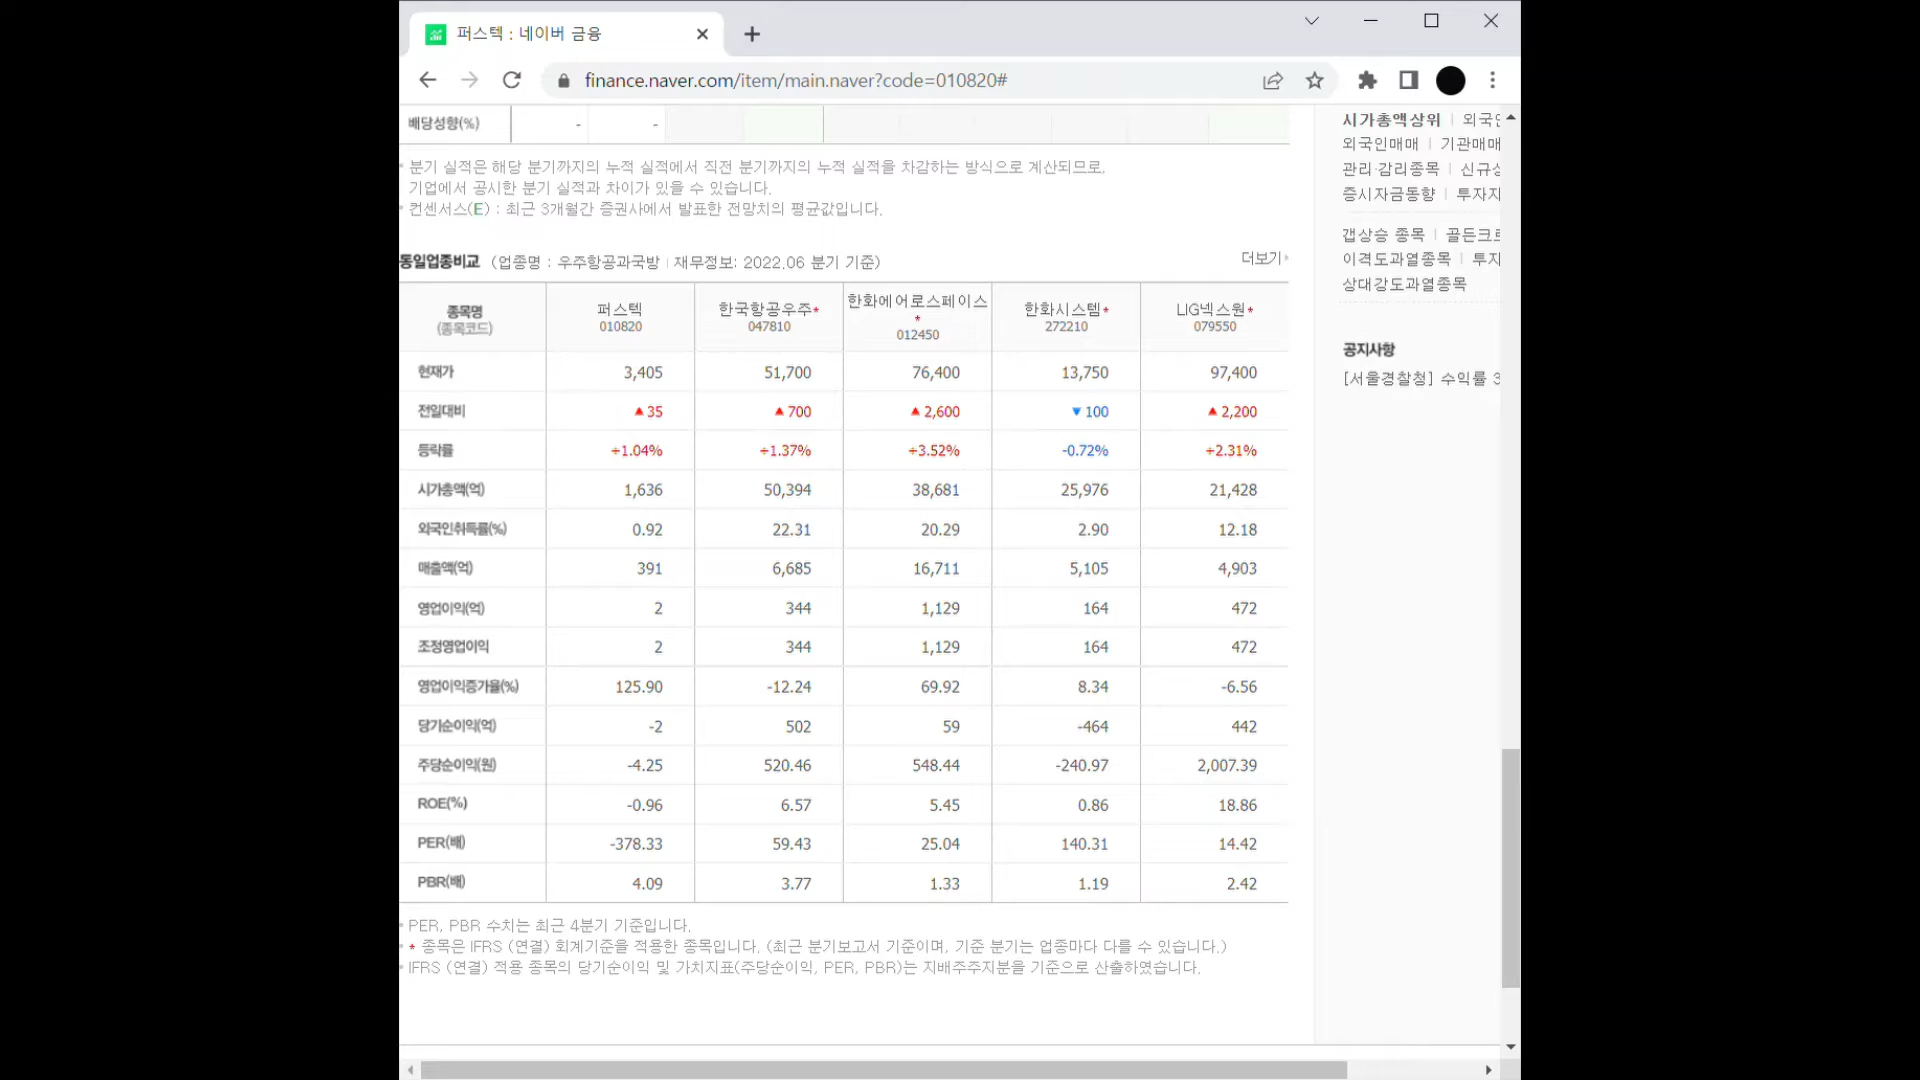 퍼스텍 : 네이버 금융
finance.naver.com/item/main.naver?code=010820#
배당성향(%) - -
분기 실적은 해당 분기까지의 누적 실적에서 직전 분기까지의 누적 실적을 차감하는 방식으로 계산되므로,
기업에서 공시한 분기 실적과 차이가 있을 수 있습니다.
컨센서스(E) : 최근 3개월간 증권사에서 발표한 전망치의 평균값입니다.
동일업종비교 (업종명 : 우주항공과국방 | 재무정보: 2022.06 분기 기준)
더보기
종목명 퍼스텍 한국항공우주* 한화에어로스페이스* 한화시스템* LIG넥스원*
(종목코드) 010820 047810 012450 272210 079550
현재가 3,405 51,700 76,400 13,750 97,400
전일대비 ▲35 ▲700 ▲2,600 ▼100 ▲2,200
등락률 +1.04% +1.37% +3.52% -0.72% +2.31%
시가총액(억) 1,636 50,394 38,681 25,976 21,428
외국인취득률(%) 0.92 22.31 20.29 2.90 12.18
매출액(억) 391 6,685 16,711 5,105 4,903
영업이익(억) 2 344 1,129 164 472
조정영업이익 2 344 1,129 164 472
영업이익증가율(%) 125.90 -12.24 69.92 8.34 -6.56
당기순이익(억) -2 502 59 -464 442
주당순이익(원) -4.25 520.46 548.44 -240.97 2,007.39
ROE(%) -0.96 6.57 5.45 0.86 18.86
PER(배) -378.33 59.43 25.04 140.31 14.42
PBR(배) 4.09 3.77 1.33 1.19 2.42
PER, PBR 수치는 최근 4분기 기준입니다.
* 종목은 IFRS (연결) 회계기준을 적용한 종목입니다. (최근 분기보고서 기준이며, 기준 분기는 업종마다 다를 수 있습니다.)
IFRS (연결) 적용 종목의 당기순이익 및 가치지표(주당순이익, PER, PBR)는 지배주주지분을 기준으로 산출하였습니다.
시가총액상위 |
외국인매매 | 기관매매
관리·감리종목 |
증시자금동향 |
갭상승 종목 |
이격도과열종목 |
상대강도과열종목
공지사항
[서울경찰청] 수익률